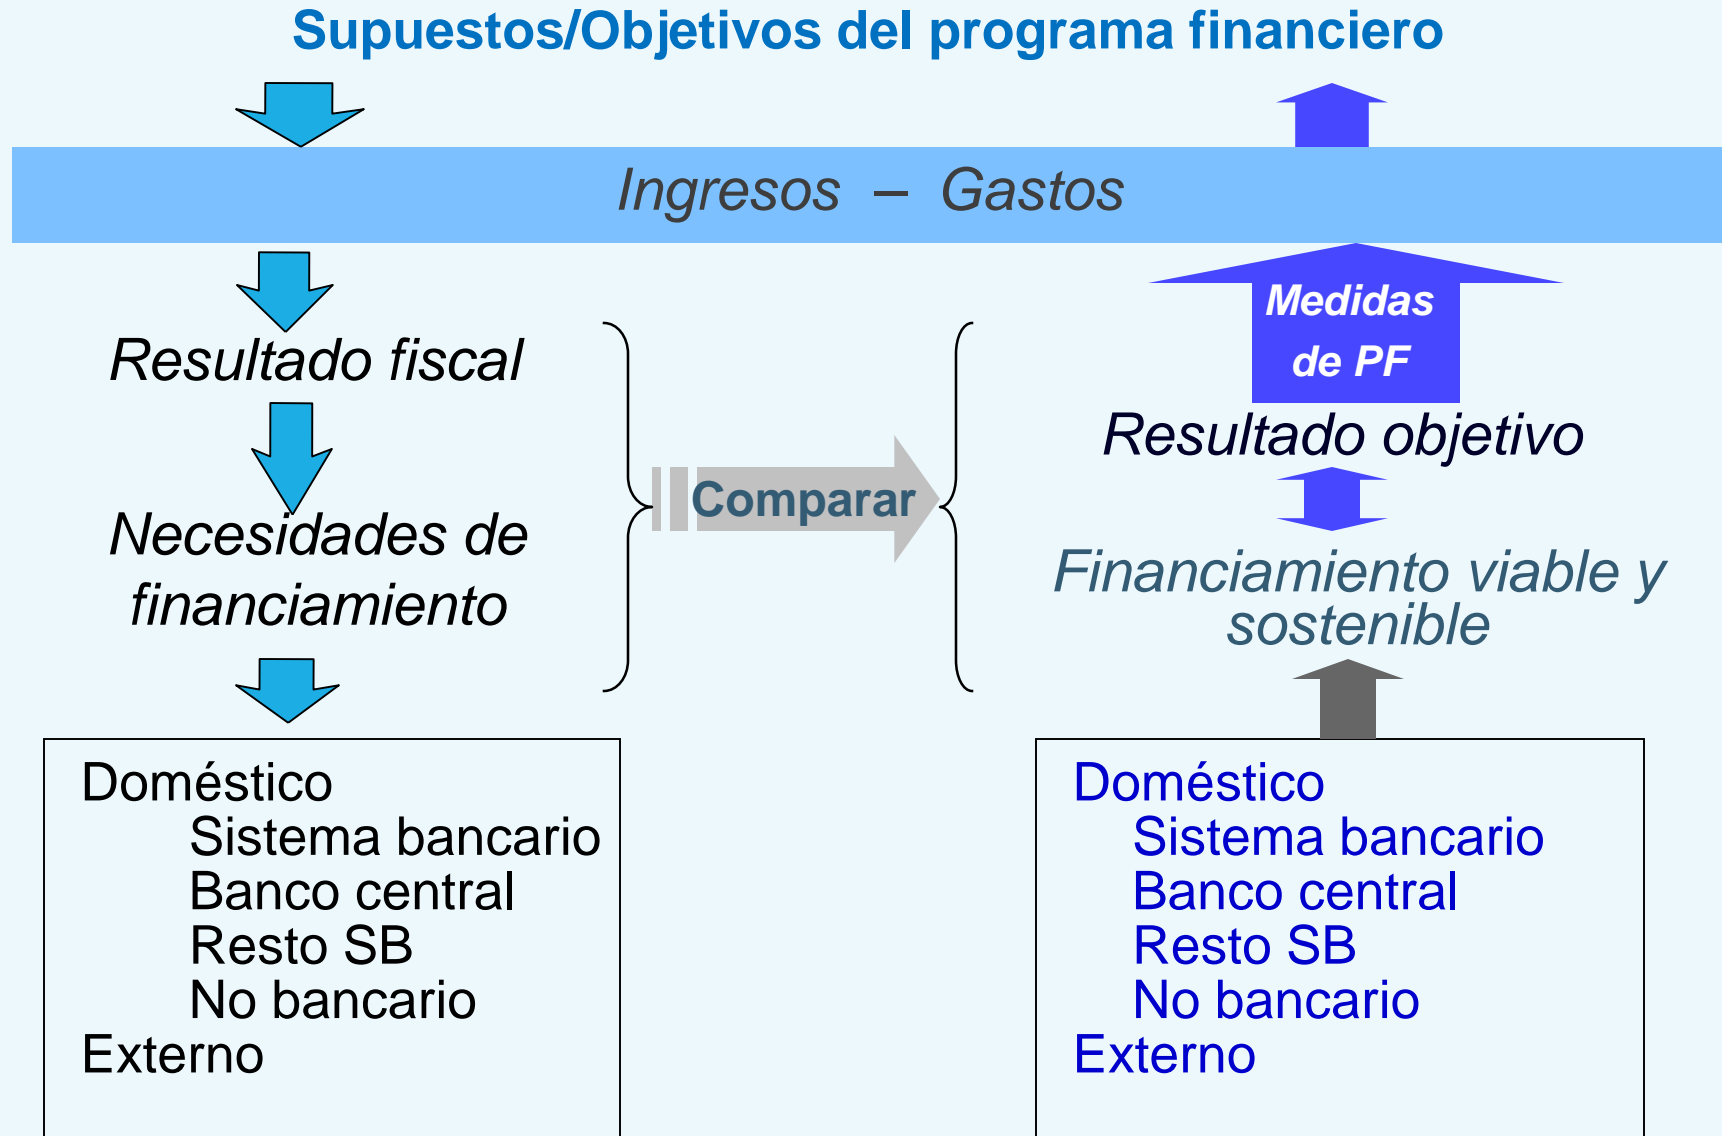 Supuestos/Objetivos del programa financiero
Ingresos – Gastos
Resultado fiscal
Necesidades de
financiamiento
Doméstico
Sistema bancario
Banco central
Resto SB
No bancario
Externo
Comparar
Medidas
de PF
Resultado objetivo
Financiamiento viable y
sostenible
Doméstico
Sistema bancario
Banco central
Resto SB
No bancario
Externo